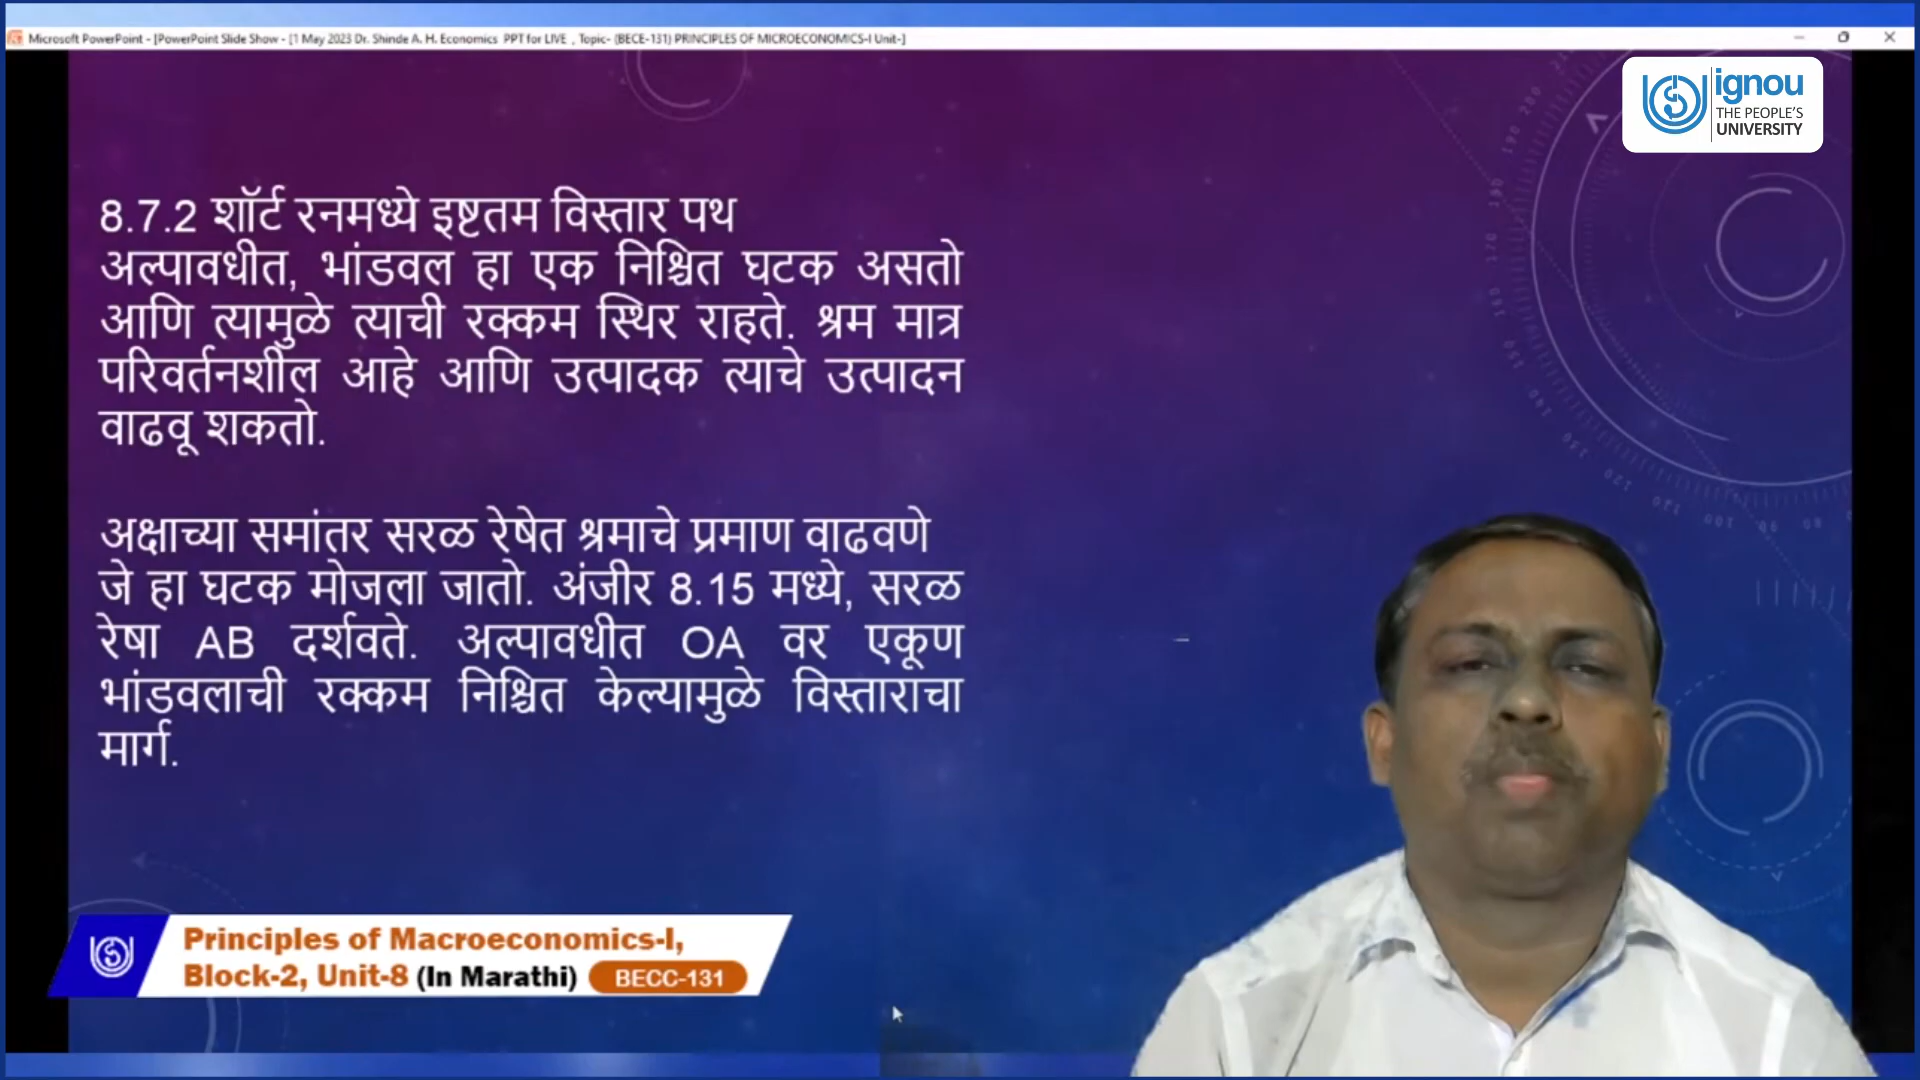 Microsoft PowerPoint - [PowerPoint Slide Show - [1 May 2023 Dr. Shinde A. H. Economics PPT for LIVE , Topic- (BECE-131) PRINCIPLES OF MICROECONOMICS-I Unit-]
ignou
THE PEOPLE'S
UNIVERSITY
8.7.2 शॉर्ट रनमध्ये इष्टतम विस्तार पथ
अल्पावधीत, भांडवल हा एक निश्चित घटक असतो
आणि त्यामुळे त्याची रक्कम स्थिर राहते. श्रम मात्र
परिवर्तनशील आहे आणि उत्पादक त्याचे उत्पादन
वाढवू शकतो.
अक्षाच्या समांतर सरळ रेषेत श्रमाचे प्रमाण वाढवणे
जे हा घटक मोजला जातो. अंजीर 8.15 मध्ये, सरळ
रेषा AB दर्शवते. अल्पावधीत OA वर एकूण
भांडवलाची रक्कम निश्चित केल्यामुळे विस्ताराचा
मार्ग.
Principles of Macroeconomics-I,
Block-2, Unit-8 (In Marathi) BECC-131